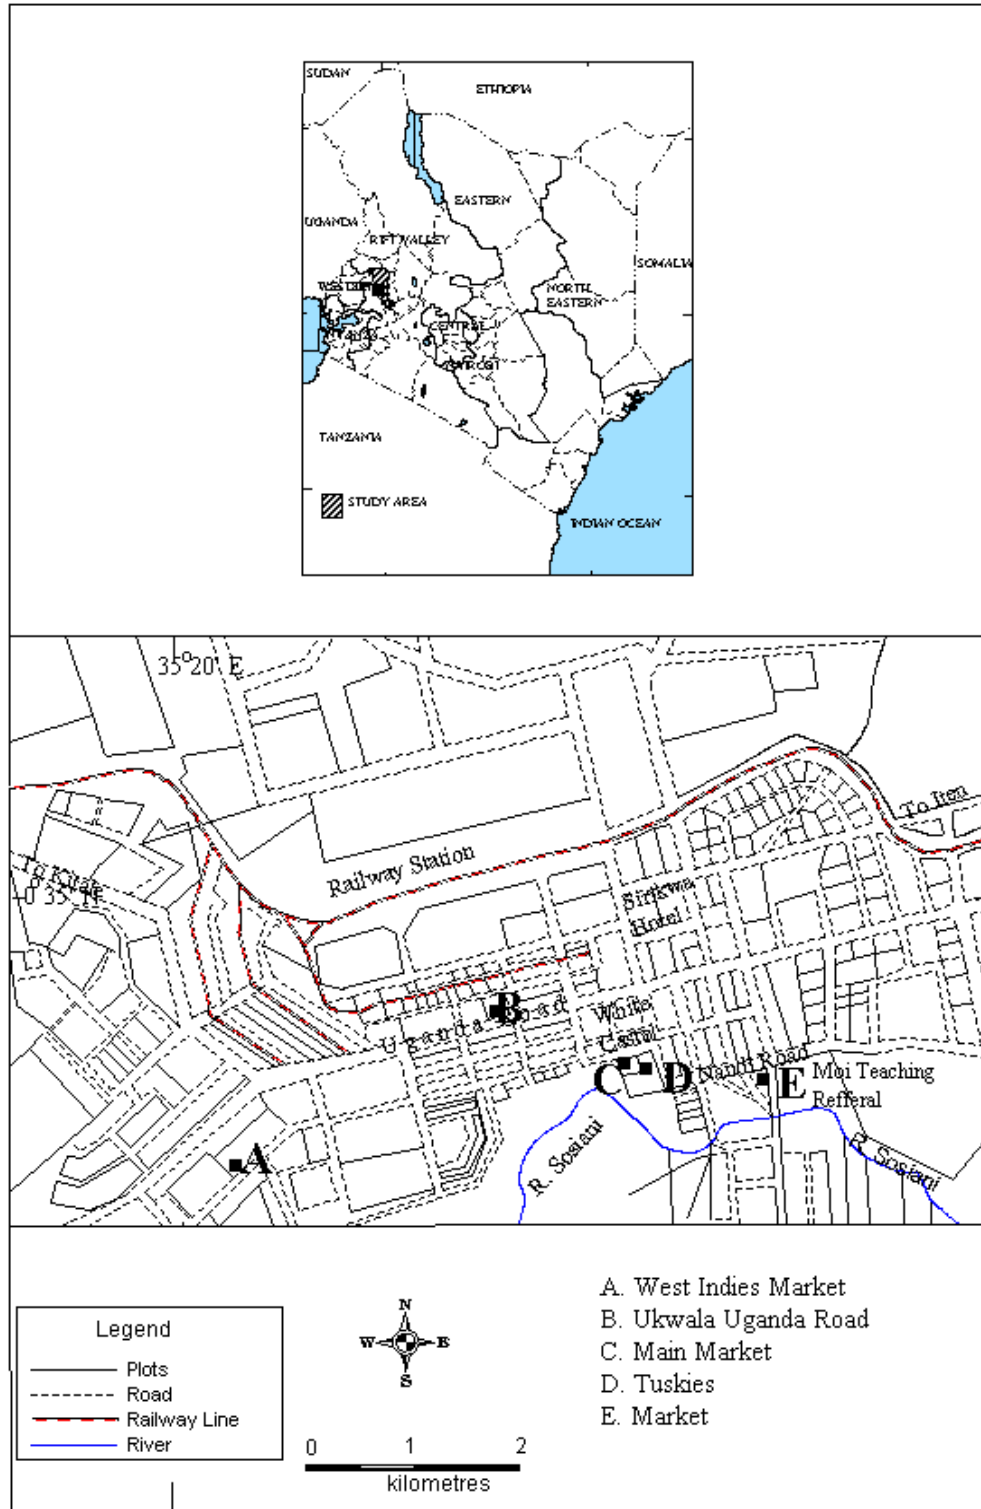 SUDAN
ETHIOPIA
EASTERN
UGANDA
RIFT VALLEY
SOMALIA
NORTH
EASTERN
CENTRAL
NAIROBI
TANZANIA
STUDY AREA
INDIAN OCEAN
35°20' E
To Iten
To Kitale
Railway Station
0°35' N
Sirikwa
Hotel
B
Uganda Road
White
Castal
C
D
Nandi Road
E
Moi Teaching
Refferal
A
R. Sosiani
R. Sosiani
N
W E
S
Legend
Plots
Road
Railway Line
River
0 1 2
kilometres
A. West Indies Market
B. Ukwala Uganda Road
C. Main Market
D. Tuskies
E. Market